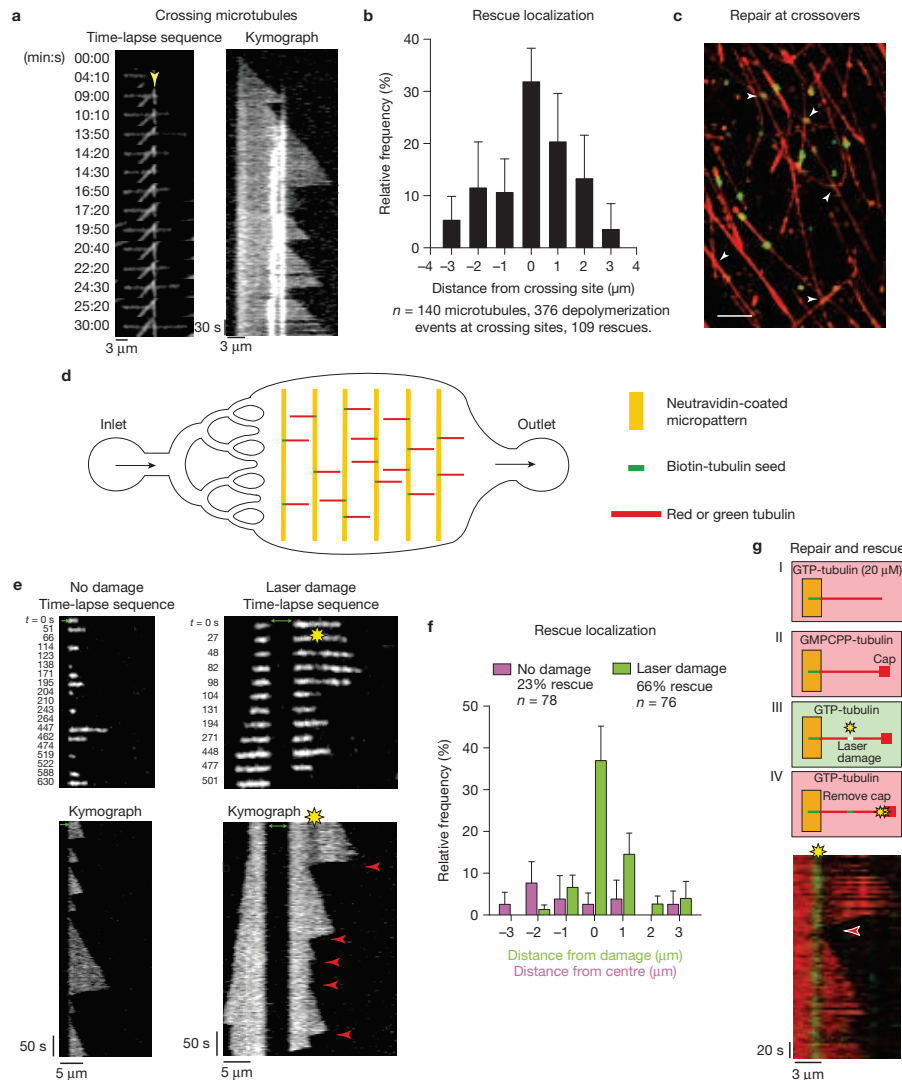 a
Crossing microtubules
Time-lapse sequence
Kymograph
(min:s)
00:00
04:10
09:00
10:10
13:50
14:20
14:30
16:50
17:20
19:50
20:40
22:20
24:30
25:20
30:00
3 μm
30 s
3 μm
b
Rescue localization
Relative frequency (%)
40
30
20
10
0
−4 −3 −2 −1 0 1 2 3 4
Distance from crossing site (μm)
n = 140 microtubules, 376 depolymerization
events at crossing sites, 109 rescues.
c
Repair at crossovers
d
Inlet
Outlet
Neutravidin-coated
micropattern
Biotin-tubulin seed
Red or green tubulin
e
No damage
Time-lapse sequence
t = 0 s
51
66
114
123
138
171
195
204
210
243
264
447
462
474
519
522
588
630
Laser damage
Time-lapse sequence
t = 0 s
27
48
82
98
104
131
194
271
448
477
501
Kymograph
50 s
5 μm
Kymograph
50 s
5 μm
f
Rescue localization
No damage
23% rescue
n = 78
Laser damage
66% rescue
n = 76
Relative frequency (%)
50
40
30
20
10
0
−3 −2 −1 0 1 2 3
Distance from damage (μm)
Distance from centre (μm)
g
Repair and rescue
I
GTP-tubulin (20 μM)
II
GMPCPP-tubulin
Cap
III
GTP-tubulin
Laser
damage
IV
GTP-tubulin
Remove cap
20 s
3 μm